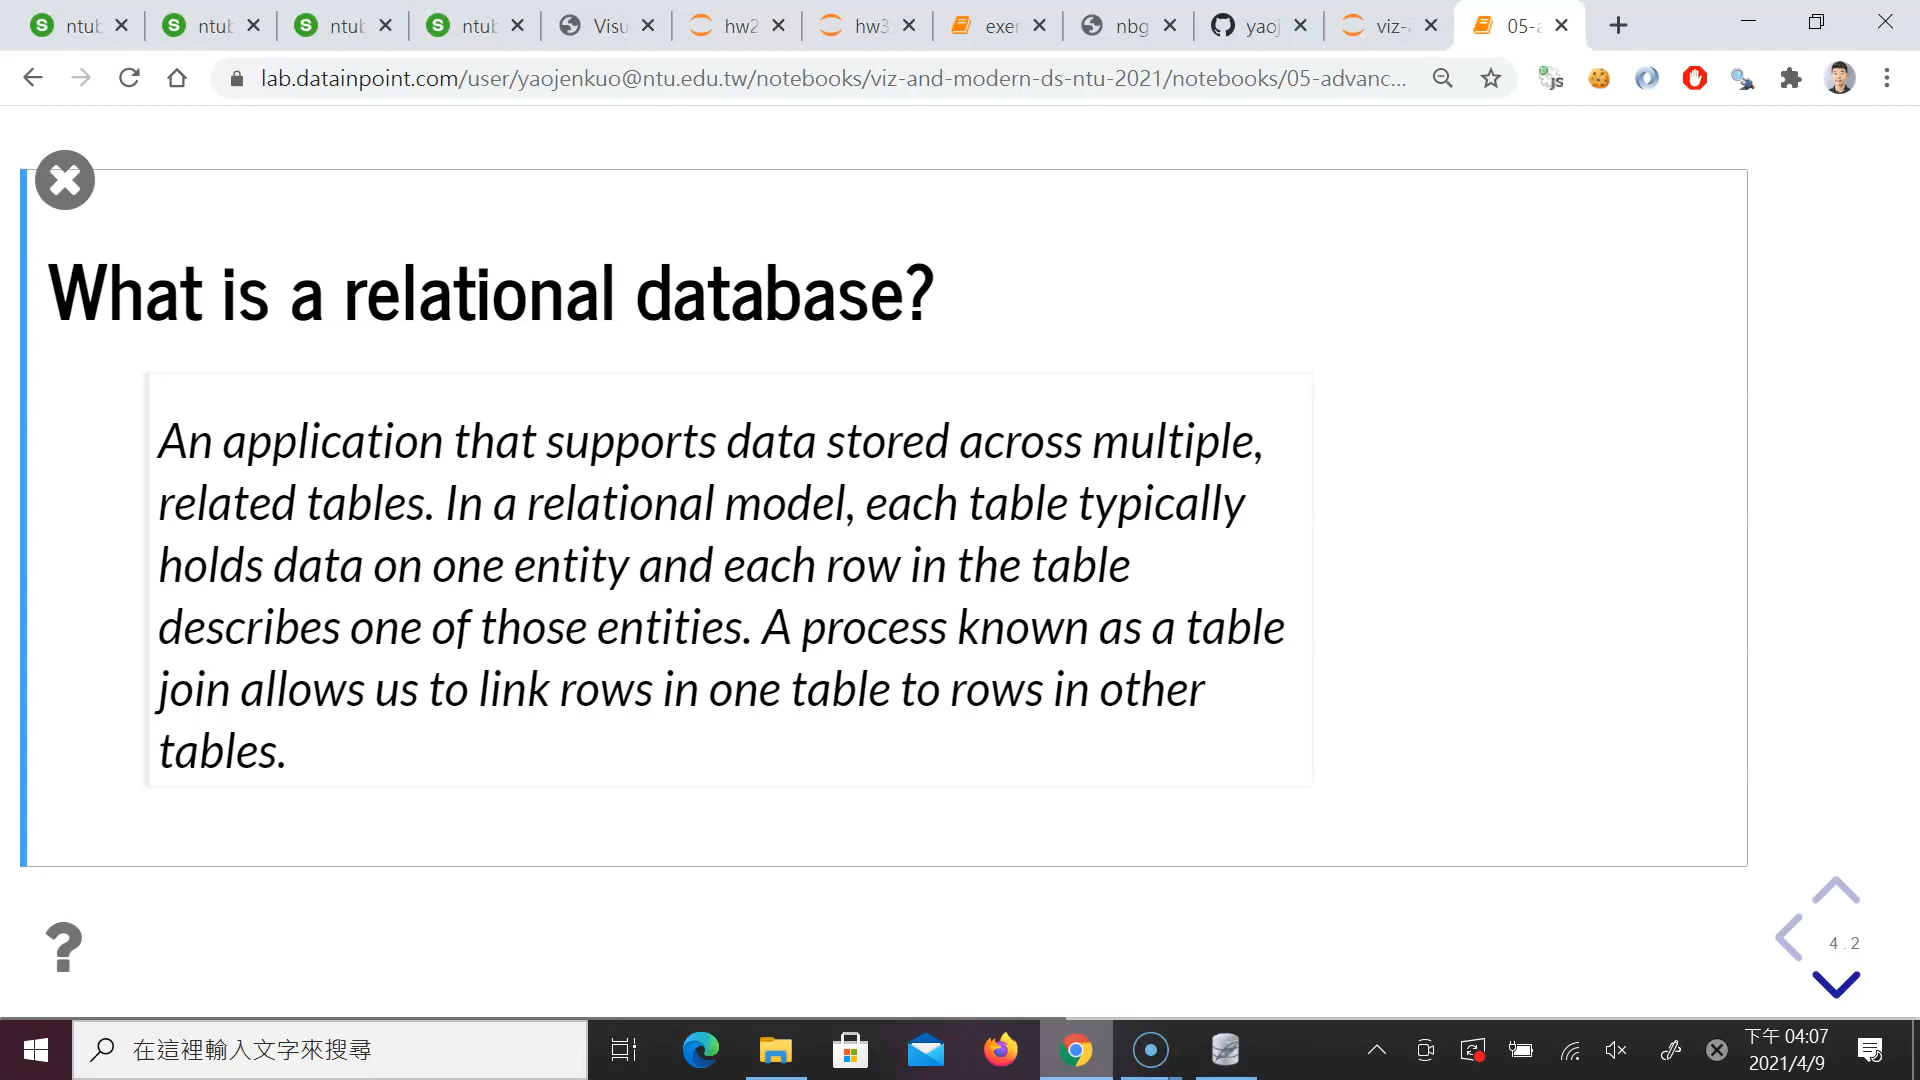 ntub
ntub
ntub
ntub
Visu
hw2
hw3
exer
nbg
yaoj
viz-a
05-a
lab.datainpoint.com/user/yaojenkuo@ntu.edu.tw/notebooks/viz-and-modern-ds-ntu-2021/notebooks/05-advanc...
What is a relational database?
An application that supports data stored across multiple,
related tables. In a relational model, each table typically
holds data on one entity and each row in the table
describes one of those entities. A process known as a table
join allows us to link rows in one table to rows in other
tables.
4.2
在這裡輸入文字來搜尋
下午 04:07
2021/4/9